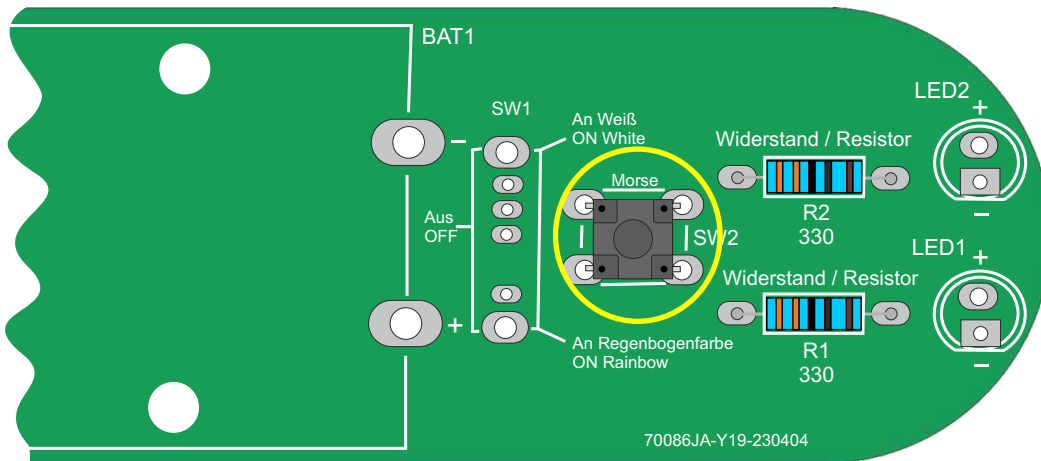 BAT1
-
+
SW1
An Weiß
ON White
Aus
OFF
An Regenbogenfarbe
ON Rainbow
Morse
SW2
Widerstand / Resistor
R2
330
Widerstand / Resistor
R1
330
LED2
+
-
LED1
+
-
70086JA-Y19-230404